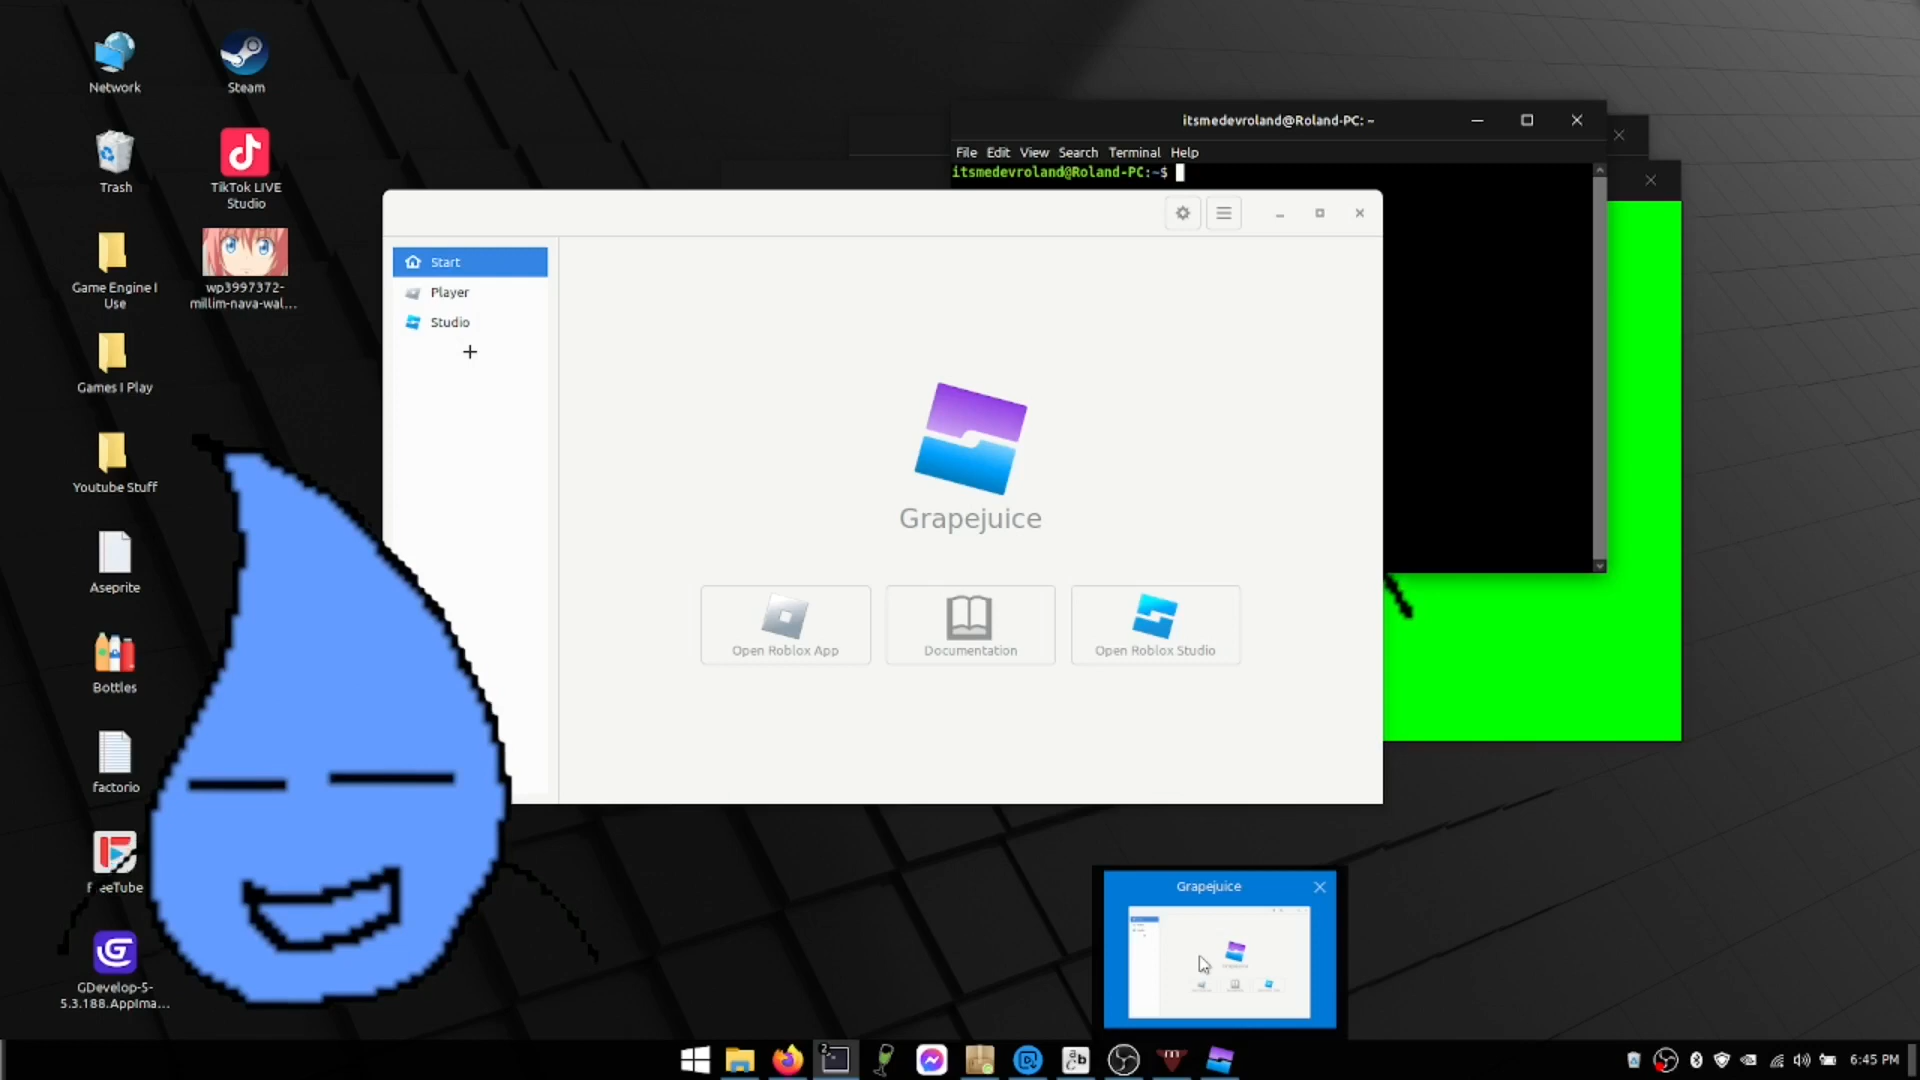 Network
Steam
Trash
TikTok LIVE
Studio
Game Engine I
Use
wp3997372-
millim-nava-wal...
Games I Play
Youtube Stuff
Aseprite
Bottles
factorio
FreeTube
GDevelop-5-
5.3.188.AppIma...
itsmedevroland@Roland-PC: ~
File Edit View Search Terminal Help
itsmedevroland@Roland-PC:~$
Start
Player
Studio
Grapejuice
Open Roblox App
Documentation
Open Roblox Studio
Grapejuice
6:45 PM